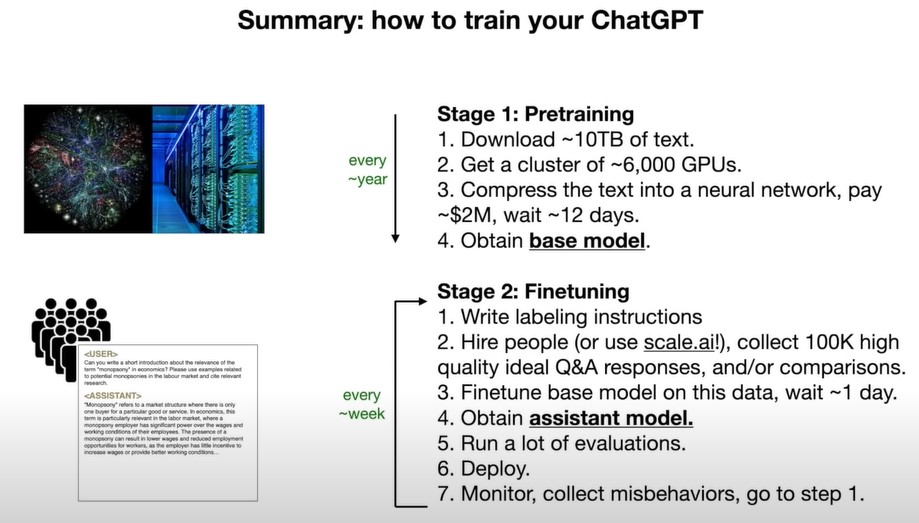 Summary: how to train your ChatGPT
every
~year
Stage 1: Pretraining
1. Download ~10TB of text.
2. Get a cluster of ~6,000 GPUs.
3. Compress the text into a neural network, pay
~$2M, wait ~12 days.
4. Obtain base model.
<USER>
Can you write a short introduction about the relevance of the
term "monopsony" in economics? Please use examples related
to potential monopsonies in the labour market and cite relevant
research.
<ASSISTANT>
"Monopsony" refers to a market structure where there is only
one buyer for a particular good or service. In economics, this
term is particularly relevant in the labor market, where a
monopsony employer has significant power over the wages and
working conditions of their employees. The presence of a
monopsony can result in lower wages and reduced employment
opportunities for workers, as the employer has little incentive to
increase wages or provide better working conditions...
every
~week
Stage 2: Finetuning
1. Write labeling instructions
2. Hire people (or use scale.ai!), collect 100K high
quality ideal Q&A responses, and/or comparisons.
3. Finetune base model on this data, wait ~1 day.
4. Obtain assistant model.
5. Run a lot of evaluations.
6. Deploy.
7. Monitor, collect misbehaviors, go to step 1.